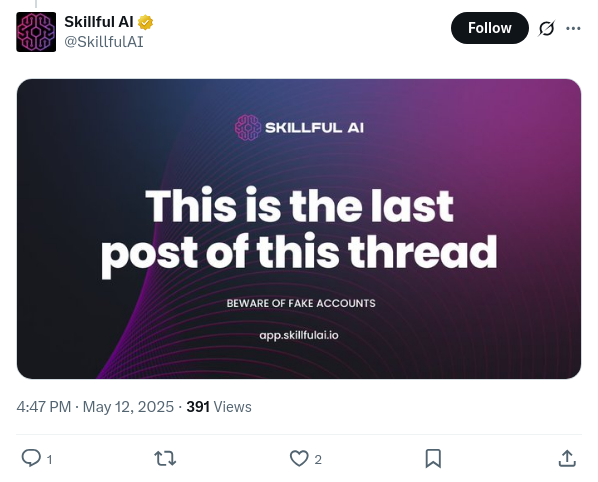 Skillful AI
@SkillfulAI
Follow
SKILLFUL AI
This is the last
post of this thread
BEWARE OF FAKE ACCOUNTS
app.skillfulai.io
4:47 PM · May 12, 2025 · 391 Views
1
2